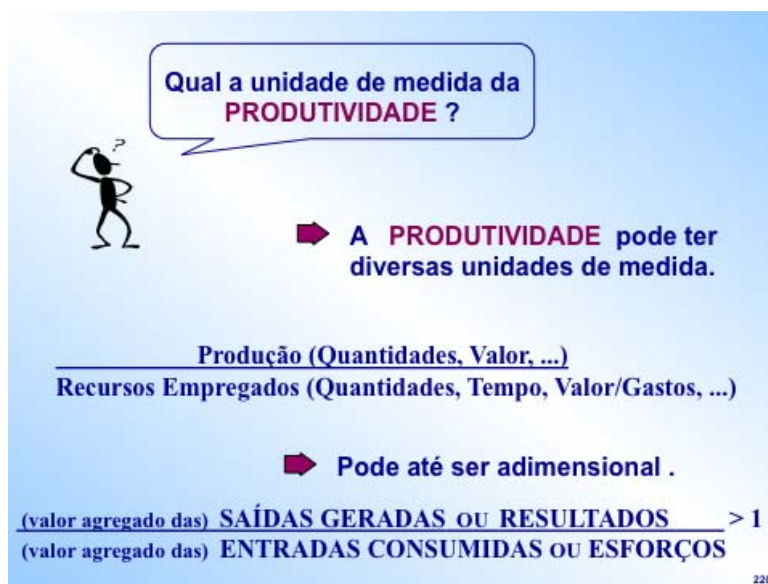 Qual a unidade de medida da
PRODUTIVIDADE ?
?
A PRODUTIVIDADE pode ter
diversas unidades de medida.
Produção (Quantidades, Valor, ...)
Recursos Empregados (Quantidades, Tempo, Valor/Gastos, ...)
Pode até ser adimensional .
(valor agregado das) SAÍDAS GERADAS OU RESULTADOS > 1
(valor agregado das) ENTRADAS CONSUMIDAS OU ESFORÇOS